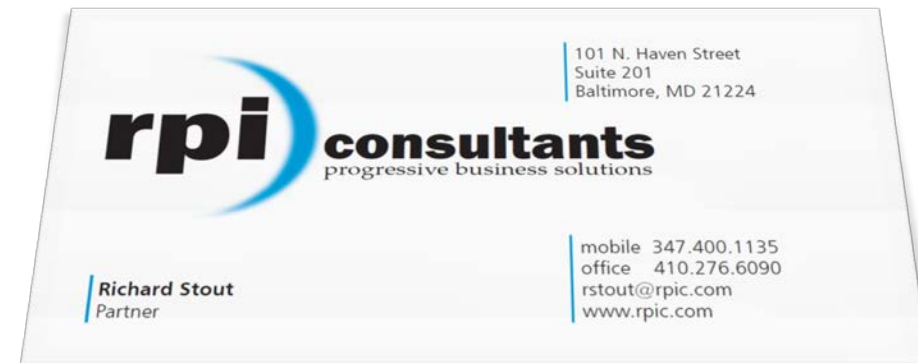 101 N. Haven Street
Suite 201
Baltimore, MD 21224
rpi consultants
progressive business solutions
mobile 347.400.1135
office 410.276.6090
rstout@rpic.com
www.rpic.com
Richard Stout
Partner